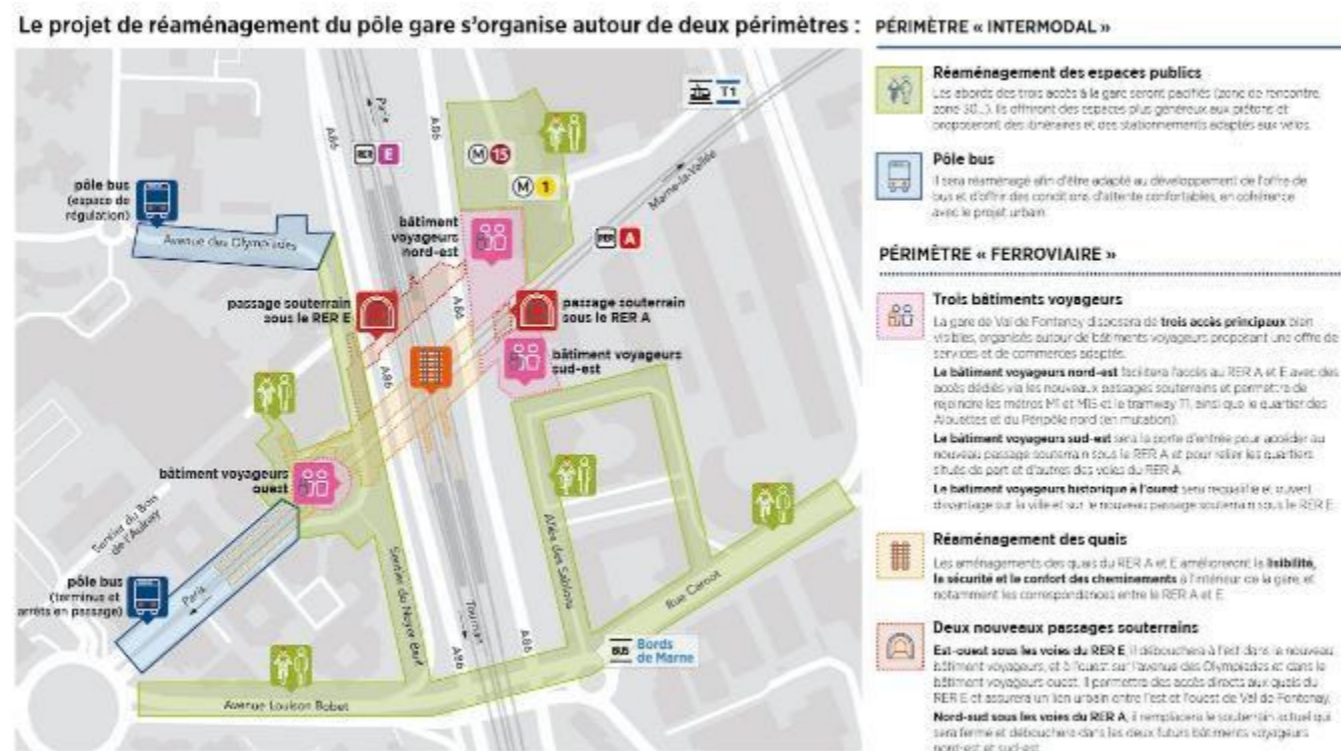 Le projet de réaménagement du pôle gare s'organise autour de deux périmètres :
Paris
A86
A86
T1
RER E
M 15
M 1
Marne-la-Vallée
RER A
pôle bus
(espace de
régulation)
Avenue des Olympiades
bâtiment
voyageurs
nord-est
passage souterrain
sous le RER E
A86
passage souterrain
sous le RER A
A86
bâtiment voyageurs
sud-est
bâtiment voyageurs
ouest
Sentier du Bois
de l'Aulnay
pôle bus
(terminus et
arrêts en passage)
Paris
Sentier du Noyer
Tournan
A86
A86
Allée des Sablons
Rue Carnot
BUS Bords
de Marne
Avenue Louison Bobet
PÉRIMÈTRE « INTERMODAL »
Réaménagement des espaces publics
Les abords des trois accès à la gare seront pacifiés (zone de rencontre,
zone 30...). Ils offriront des espaces plus généreux aux piétons et
proposeront des itinéraires et des stationnements adaptés aux vélos.
Pôle bus
Il sera réaménagé afin d'être adapté au développement de l'offre de
bus et d'offrir des conditions d'attente confortables, en cohérence
avec le projet urbain.
PÉRIMÈTRE « FERROVIAIRE »
Trois bâtiments voyageurs
La gare de Val de Fontenay disposera de trois accès principaux bien
visibles, organisés autour de bâtiments voyageurs proposant une offre de
services et de commerces adaptés.
Le bâtiment voyageurs nord-est facilitera l'accès au RER A et E avec des
accès dédiés via les nouveaux passages souterrains et permettra de
rejoindre les métros M1 et M15 et le tramway T1, ainsi que le quartier des
Alouettes et du Péripôle nord (en mutation).
Le bâtiment voyageurs sud-est sera la porte d'entrée pour accéder au
nouveau passage souterrain sous le RER A et pour relier les quartiers
situés de part et d'autres des voies du RER A.
Le bâtiment voyageurs historique à l'ouest sera requalifié et ouvert
davantage sur la ville et sur le nouveau passage souterrain sous le RER E.
Réaménagement des quais
Les aménagements des quais du RER A et E amélioreront la lisibilité,
la sécurité et le confort des cheminements à l'intérieur de la gare, et
notamment les correspondances entre le RER A et E.
Deux nouveaux passages souterrains
Est-ouest sous les voies du RER E, il débouchera à l'est dans le nouveau
bâtiment voyageurs, et à l'ouest sur l'avenue des Olympiades et dans le
bâtiment voyageurs ouest. Il permettra des accès directs aux quais du
RER E et assurera un lien urbain entre l'est et l'ouest de Val de Fontenay.
Nord-sud sous les voies du RER A, il remplacera le souterrain actuel qui
sera fermé et débouchera dans les deux futurs bâtiments voyageurs
nord-est et sud-est.